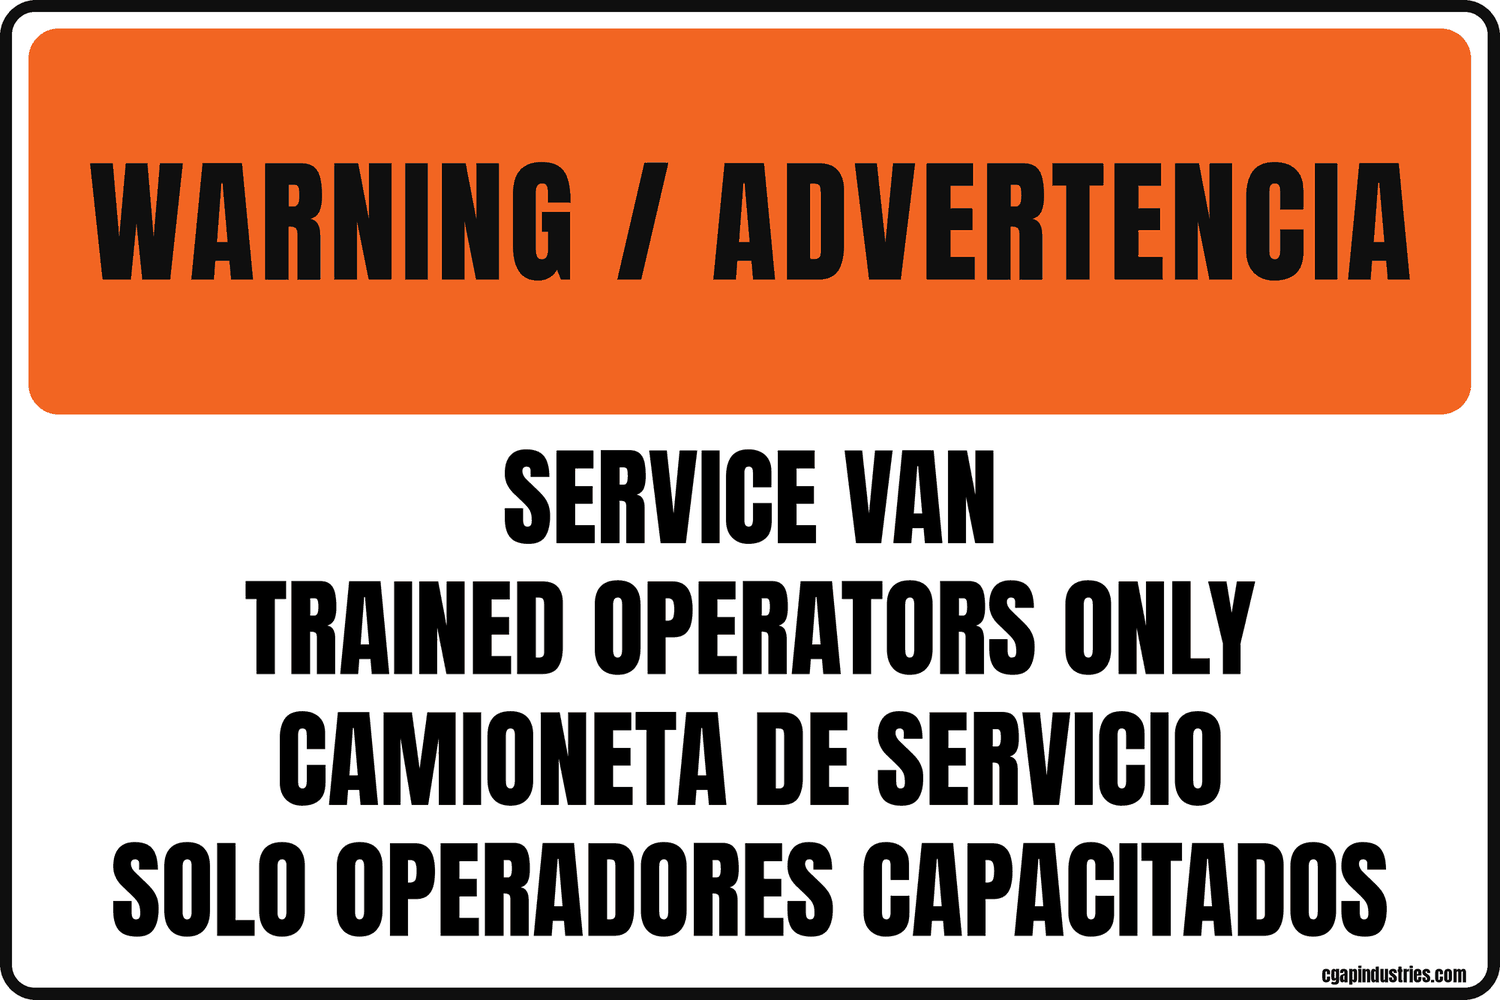 WARNING / ADVERTENCIA
SERVICE VAN
TRAINED OPERATORS ONLY
CAMIONETA DE SERVICIO
SOLO OPERADORES CAPACITADOS
cgapindustries.com